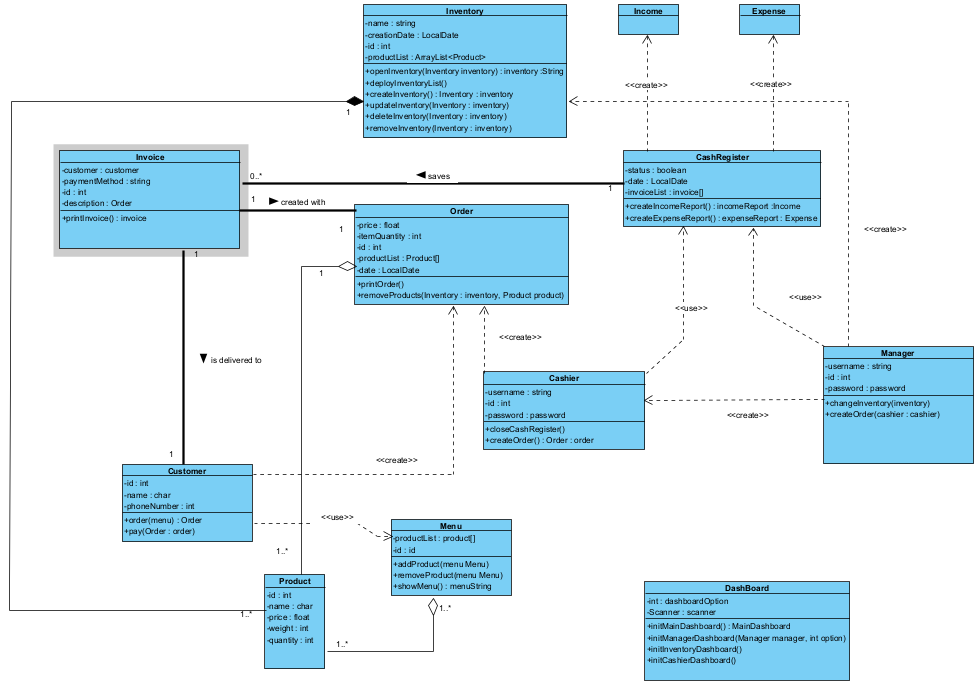 Inventory
-name : string
-creationDate : LocalDate
-id : int
-productList : ArrayList<Product>
+openInventory(Inventory inventory) : inventory :String
+deployInventoryList()
+createInventory() : Inventory : inventory
+updateInventory(Inventory : inventory)
+deleteInventory(Inventory : inventory)
+removeInventory(Inventory : inventory)
1
Income
Expense
<<create>>
<<create>>
Invoice
-customer : customer
-paymentMethod : string
-id : int
-description : Order
+printInvoice() : invoice
0..*
saves
1
CashRegister
-status : boolean
-date : LocalDate
-invoiceList : invoice[]
+createIncomeReport() : incomeReport :Income
+createExpenseReport() : expenseReport : Expense
1
created with
1
Order
-price : float
-itemQuantity : int
-id : int
-productList : Product[]
-date : LocalDate
+printOrder()
+removeProducts(Inventory : inventory, Product product)
<<create>>
1
1
<<use>>
<<use>>
<<create>>
is delivered to
Manager
-username : string
-id : int
-password : password
+changeInventory(inventory)
+createOrder(cashier : cashier)
Cashier
-username : string
-id : int
-password : password
+closeCashRegister()
+createOrder() : Order : order
<<create>>
1
<<create>>
Customer
-id : int
-name : char
-phoneNumber : int
+order(menu) : Order
+pay(Order : order)
<<use>>
Menu
-productList : product[]
-id : id
+addProduct(menu Menu)
+removeProduct(menu Menu)
+showMenu() : menuString
1..*
1..*
Product
-id : int
-name : char
-price : float
-weight : int
-quantity : int
1..*
1..*
DashBoard
-int : dashboardOption
-Scanner : scanner
+initMainDashboard() : MainDashboard
+initManagerDashboard(Manager manager, int option)
+initInventoryDashboard()
+initCashierDashboard()